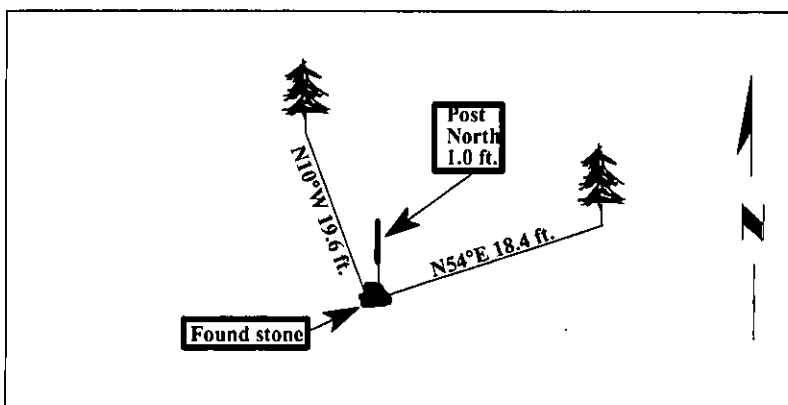 Post
North
1.0 ft.
N10°W 19.6 ft.
N54°E 18.4 ft.
N
Found stone